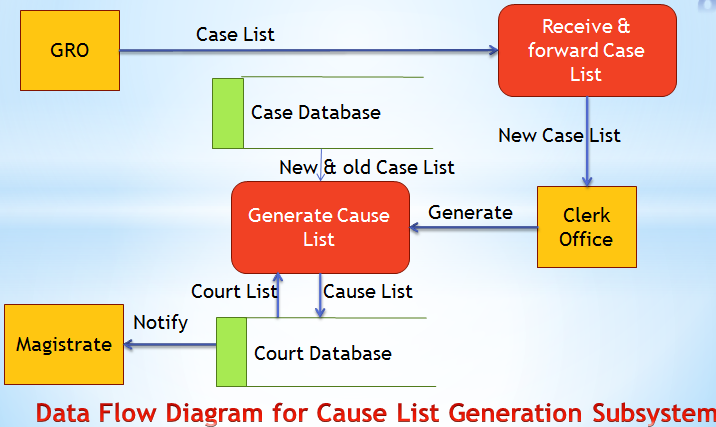 Case List
GRO
Receive &
forward Case
List
Case Database
New Case List
New & old Case List
Generate Cause
List
Generate
Clerk
Office
Court List
Cause List
Notify
Magistrate
Court Database
Data Flow Diagram for Cause List Generation Subsystem